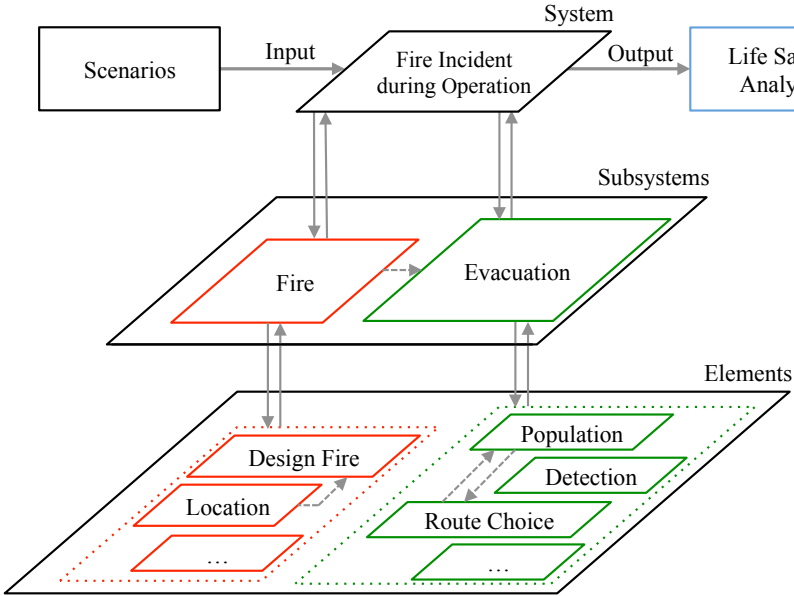 System
Scenarios
Input
Fire Incident
during Operation
Output
Life
Subsystems
Fire
Evacuation
Elements
Design Fire
Location
...
Population
Detection
Route Choice
...